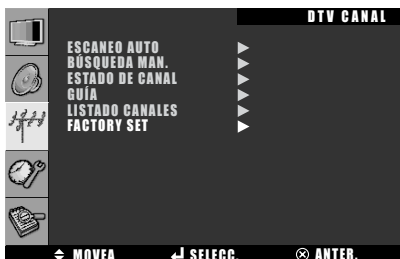 DTV CANAL
ESCANEO AUTO
BÚSQUEDA MAN.
ESTADO DE CANAL
GUÍA
LISTADO CANALES
FACTORY SET
MOVEA SELECC. ANTER.